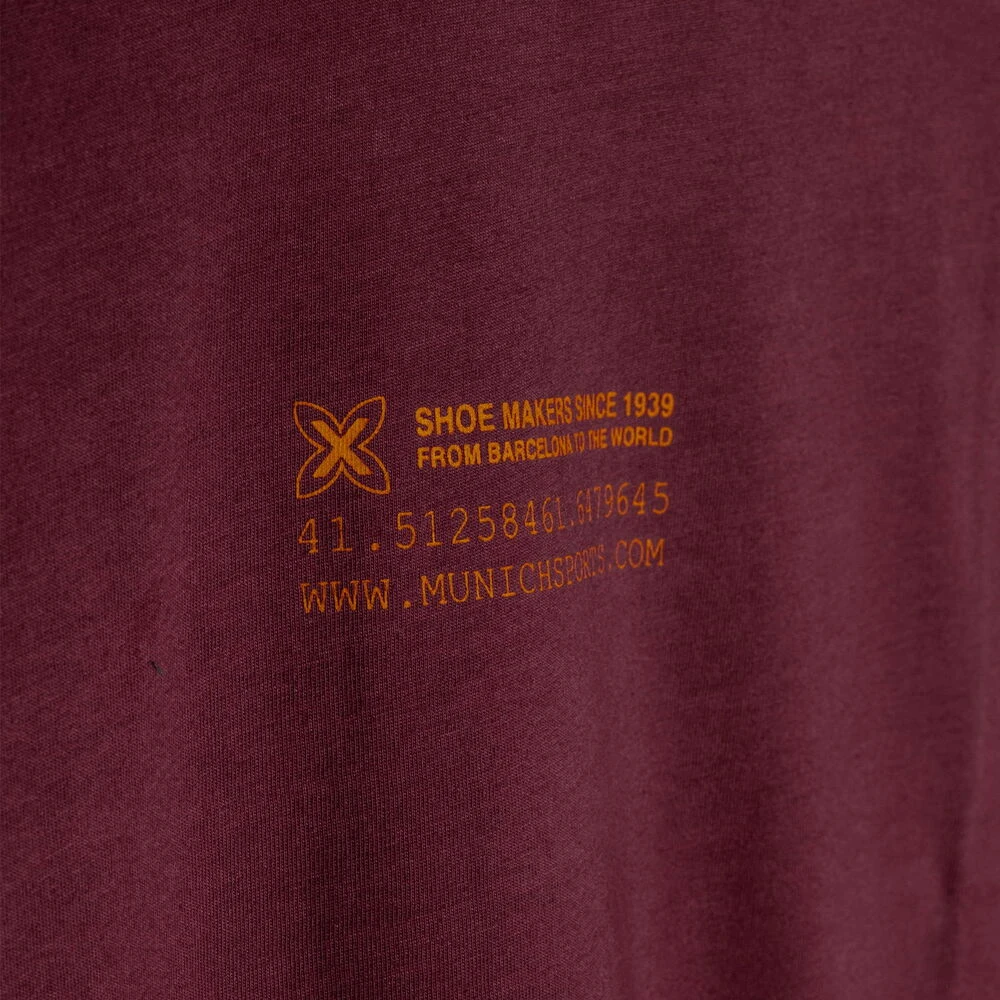 X
SHOE MAKERS SINCE 1939
FROM BARCELONA TO THE WORLD
41.51258461.6479645
WWW.MUNICHSPORTS.COM